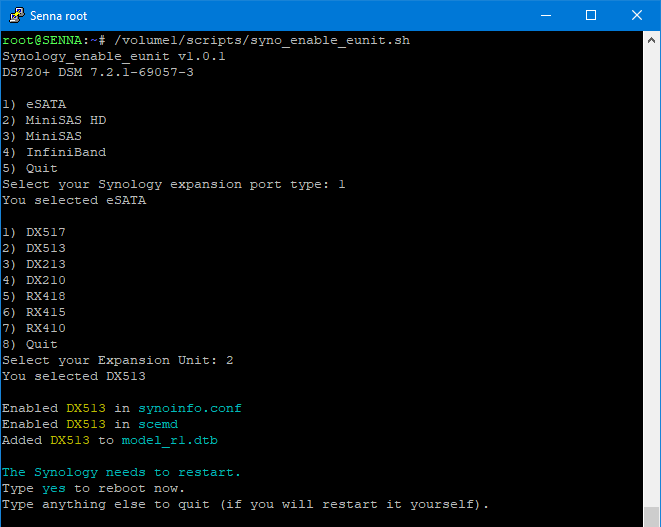 Senna root
root@SENNA:~# /volume1/scripts/syno_enable_eunit.sh
Synology_enable_eunit v1.0.1
DS720+ DSM 7.2.1-69057-3
1) eSATA
2) MiniSAS HD
3) MiniSAS
4) InfiniBand
5) Quit
Select your Synology expansion port type: 1
You selected eSATA
1) DX517
2) DX513
3) DX213
4) DX210
5) RX418
6) RX415
7) RX410
8) Quit
Select your Expansion Unit: 2
You selected DX513
Enabled DX513 in synoinfo.conf
Enabled DX513 in scemd
Added DX513 to model_r1.dtb
The Synology needs to restart.
Type yes to reboot now.
Type anything else to quit (if you will restart it yourself).